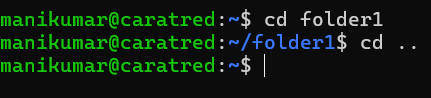 manikumar@caratred:~$ cd folder1
manikumar@caratred:~/folder1$ cd ..
manikumar@caratred:~$